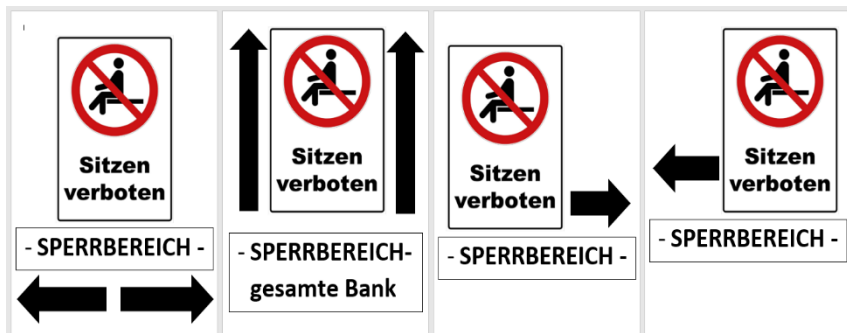 Sitzen
verboten
- SPERRBEREICH -
Sitzen
verboten
- SPERRBEREICH-
gesamte Bank
Sitzen
verboten
- SPERRBEREICH -
Sitzen
verboten
- SPERRBEREICH -